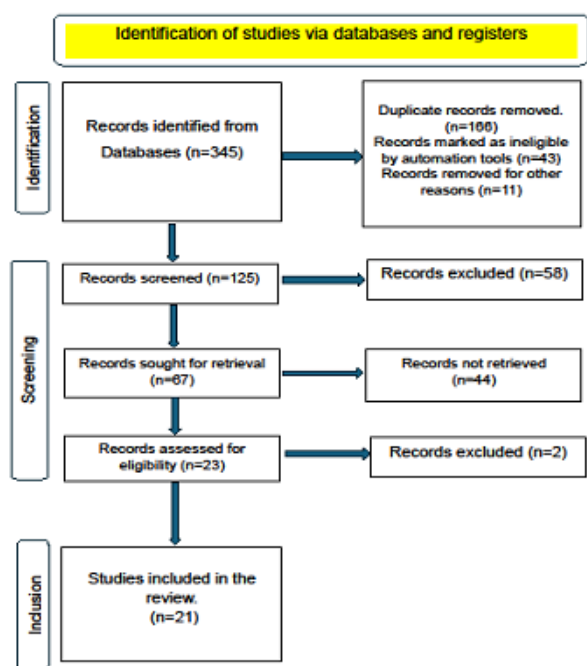 Identification of studies via databases and registers
Identification
Records identified from
Databases (n=345)
Duplicate records removed.
(n=166)
Records marked as ineligible
by automation tools (n=43)
Records removed for other
reasons (n=11)
Screening
Records screened (n=125)
Records excluded (n=58)
Records sought for retrieval
(n=67)
Records not retrieved
(n=44)
Records assessed for
eligibility (n=23)
Records excluded (n=2)
Inclusion
Studies included in the
review.
(n=21)